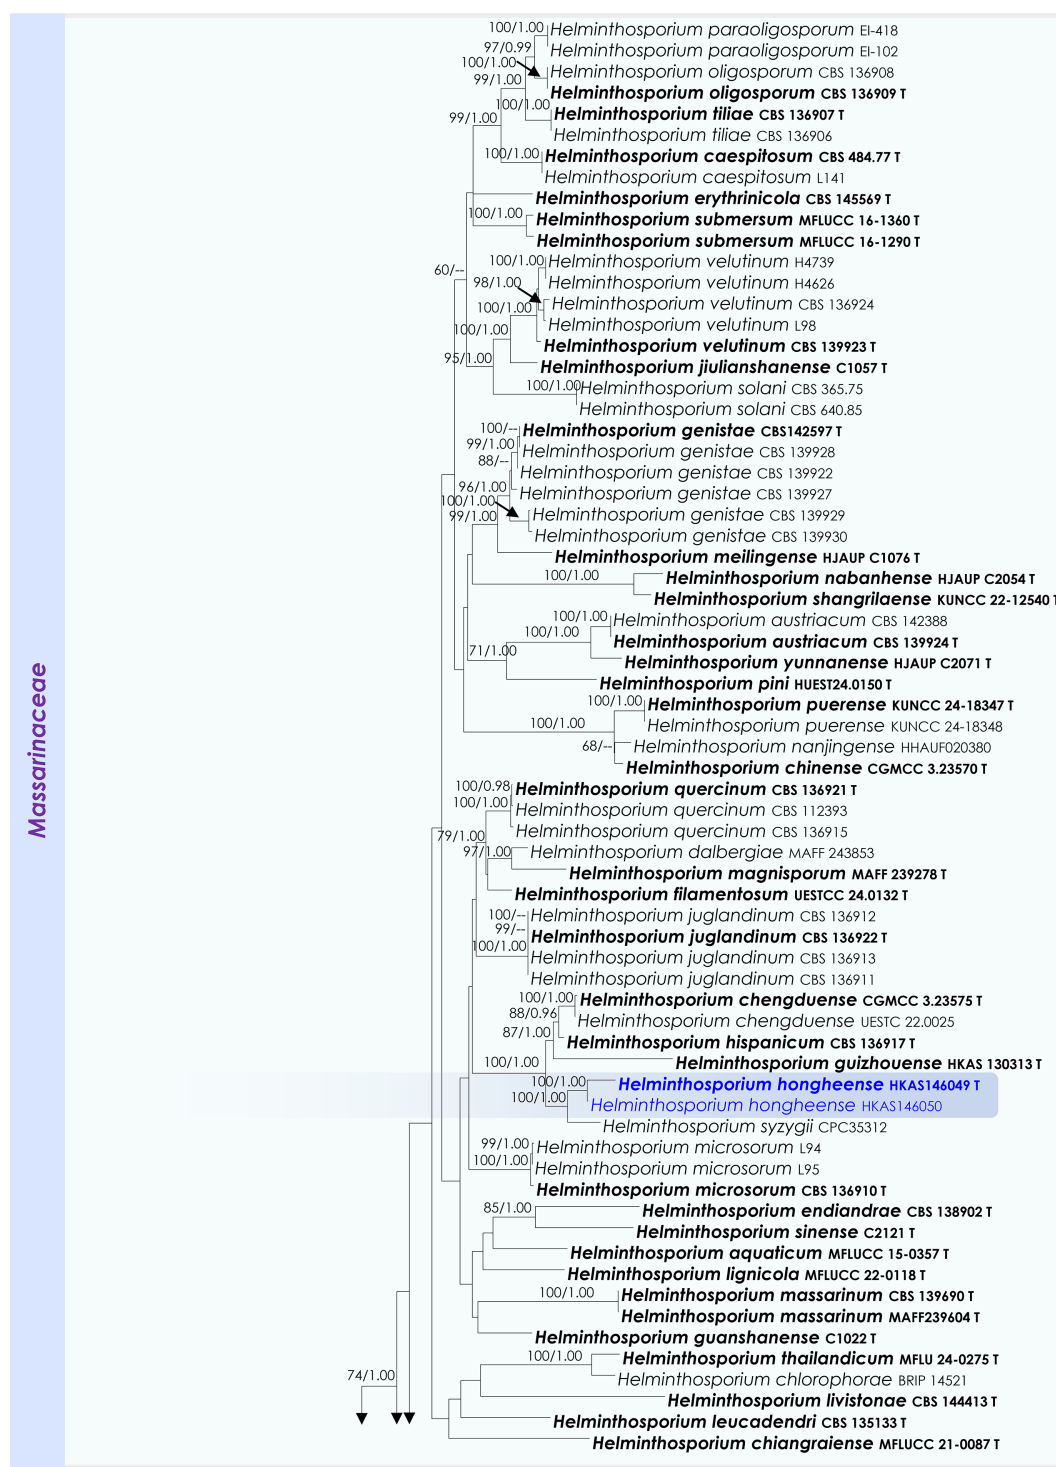 Massarinaceae
100/1.00
Helminthosporium paraoligosporum EI-418
97/0.99
Helminthosporium paraoligosporum EI-102
100/1.00
Helminthosporium oligosporum CBS 136908
99/1.00
Helminthosporium oligosporum CBS 136909 T
100/1.00
Helminthosporium tiliae CBS 136907 T
99/1.00
Helminthosporium tiliae CBS 136906
100/1.00
Helminthosporium caespitosum CBS 484.77 T
Helminthosporium caespitosum L141
Helminthosporium erythrinicola CBS 145569 T
100/1.00
Helminthosporium submersum MFLUCC 16-1360 T
Helminthosporium submersum MFLUCC 16-1290 T
100/1.00
Helminthosporium velutinum H4739
60/--
98/1.00
Helminthosporium velutinum H4626
Helminthosporium velutinum CBS 136924
100/1.00
Helminthosporium velutinum L98
100/1.00
Helminthosporium velutinum CBS 139923 T
95/1.00
Helminthosporium jiulianshanense C1057 T
100/1.00
Helminthosporium solani CBS 365.75
Helminthosporium solani CBS 640.85
100/--
Helminthosporium genistae CBS142597 T
99/1.00
Helminthosporium genistae CBS 139928
88/--
Helminthosporium genistae CBS 139922
96/1.00
Helminthosporium genistae CBS 139927
100/1.00
99/1.00
Helminthosporium genistae CBS 139929
Helminthosporium genistae CBS 139930
Helminthosporium meilingense HJAUP C1076 T
100/1.00
Helminthosporium nabanhense HJAUP C2054 T
Helminthosporium shangrilaense KUNCC 22-12540 T
100/1.00
Helminthosporium austriacum CBS 142388
100/1.00
Helminthosporium austriacum CBS 139924 T
71/1.00
Helminthosporium yunnanense HJAUP C2071 T
Helminthosporium pini HUEST24.0150 T
100/1.00
Helminthosporium puerense KUNCC 24-18347 T
100/1.00
Helminthosporium puerense KUNCC 24-18348
68/--
Helminthosporium nanjingense HHAUF020380
Helminthosporium chinense CGMCC 3.23570 T
100/0.98
Helminthosporium quercinum CBS 136921 T
100/1.00
Helminthosporium quercinum CBS 112393
79/1.00
Helminthosporium quercinum CBS 136915
97/1.00
Helminthosporium dalbergiae MAFF 243853
Helminthosporium magnisporum MAFF 239278 T
Helminthosporium filamentosum UESTCC 24.0132 T
100/--
Helminthosporium juglandinum CBS 136912
99/--
Helminthosporium juglandinum CBS 136922 T
100/1.00
Helminthosporium juglandinum CBS 136913
Helminthosporium juglandinum CBS 136911
100/1.00
Helminthosporium chengduense CGMCC 3.23575 T
88/0.96
Helminthosporium chengduense UESTC 22.0025
87/1.00
Helminthosporium hispanicum CBS 136917 T
100/1.00
Helminthosporium guizhouense HKAS 130313 T
100/1.00
Helminthosporium hongheense HKAS146049 T
100/1.00
Helminthosporium hongheense HKAS146050
Helminthosporium syzygii CPC35312
99/1.00
Helminthosporium microsorum L94
100/1.00
Helminthosporium microsorum L95
Helminthosporium microsorum CBS 136910 T
85/1.00
Helminthosporium endiandrae CBS 138902 T
Helminthosporium sinense C2121 T
Helminthosporium aquaticum MFLUCC 15-0357 T
Helminthosporium lignicola MFLUCC 22-0118 T
100/1.00
Helminthosporium massarinum CBS 139690 T
Helminthosporium massarinum MAFF239604 T
Helminthosporium guanshanense C1022 T
100/1.00
Helminthosporium thailandicum MFLU 24-0275 T
74/1.00
Helminthosporium chlorophorae BRIP 14521
Helminthosporium livistonae CBS 144413 T
Helminthosporium leucadendri CBS 135133 T
Helminthosporium chiangraiense MFLUCC 21-0087 T